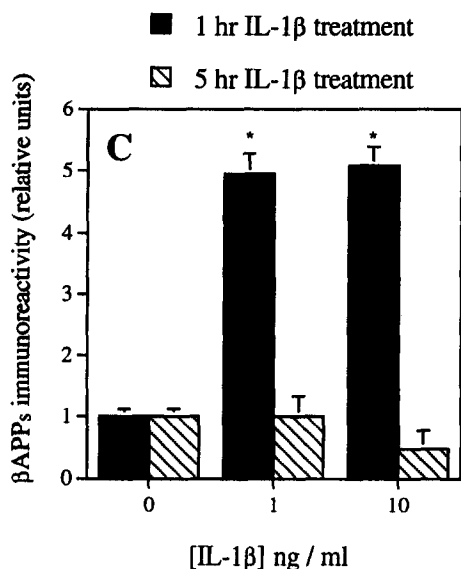 1 hr IL-1β treatment
5 hr IL-1β treatment
βAPPs immunoreactivity (relative units)
6
5
4
3
2
1
0
C
* *
0 1 10
[IL-1β] ng / ml